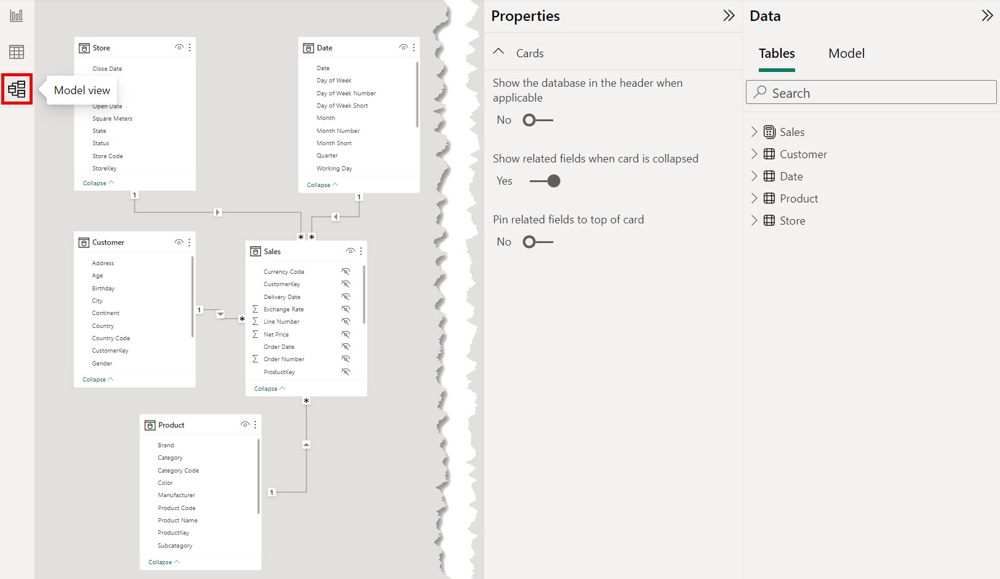 Model view
Store
Close Date
Open Date
Square Meters
State
Status
Store Code
StoreKey
Collapse
1
Date
Date
Day of Week
Day of Week Number
Day of Week Short
Month
Month Number
Month Short
Quarter
Working Day
Collapse
1
* *
Customer
Address
Age
Birthday
City
Continent
Country
Country Code
CustomerKey
Gender
Collapse
1
*
Sales
Currency Code
CustomerKey
Delivery Date
∑ Exchange Rate
∑ Line Number
∑ Net Price
Order Date
∑ Order Number
ProductKey
Collapse
*
Product
Brand
Category
Category Code
Color
Manufacturer
Product Code
Product Name
ProductKey
Subcategory
Collapse
1
Properties
Cards
Show the database in the header when
applicable
No
Show related fields when card is collapsed
Yes
Pin related fields to top of card
No
Data
Tables Model
Search
Sales
Customer
Date
Product
Store